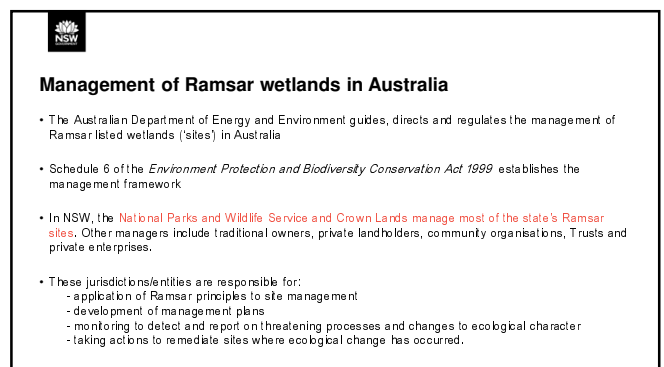 NSW
GOVERNMENT
Management of Ramsar wetlands in Australia
• The Australian Department of Energy and Environment guides, directs and regulates the management of
Ramsar listed wetlands ('sites') in Australia
• Schedule 6 of the Environment Protection and Biodiversity Conservation Act 1999 establishes the
management framework
• In NSW, the National Parks and Wildlife Service and Crown Lands manage most of the state's Ramsar
sites. Other managers include traditional owners, private landholders, community organisations, Trusts and
private enterprises.
• These jurisdictions/entities are responsible for:
- application of Ramsar principles to site management
- development of management plans
- monitoring to detect and report on threatening processes and changes to ecological character
- taking actions to remediate sites where ecological change has occurred.